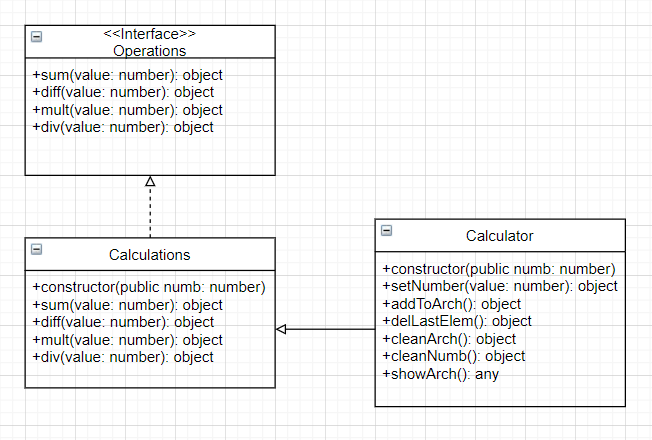 <<Interface>>
Operations
+sum(value: number): object
+diff(value: number): object
+mult(value: number): object
+div(value: number): object
Calculations
+constructor(public numb: number)
+sum(value: number): object
+diff(value: number): object
+mult(value: number): object
+div(value: number): object
Calculator
+constructor(public numb: number)
+setNumber(value: number): object
+addToArch(): object
+delLastElem(): object
+cleanArch(): object
+cleanNumb(): object
+showArch(): any